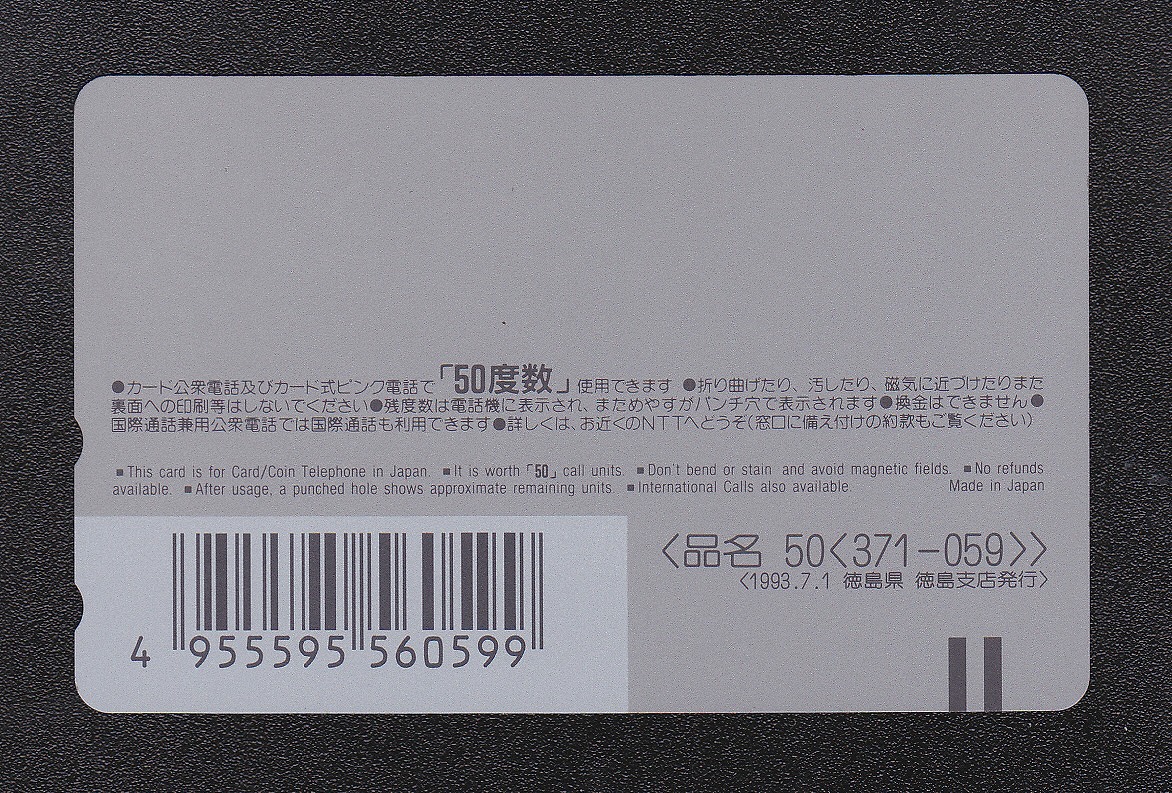 ●カード公衆電話及びカード式ピンク電話で「50度数」使用できます ●折り曲げたり、汚したり、磁気に近づけたりまた
裏面への印刷等はしないでください●残度数は電話機に表示され、まためやすがパンチ穴で表示されます●換金はできません●
国際通話兼用公衆電話では国際通話も利用できます●詳しくは、お近くのNTTへどうぞ(窓口に備え付けの約款もご覧ください)
■This card is for Card/Coin Telephone in Japan. ■It is worth「50」call units. ■Don't bend or stain and avoid magnetic fields. ■No refunds
available. ■After usage, a punched hole shows approximate remaining units. ■International Calls also available. Made in Japan
〈品名 50〈371-059〉〉
〈1993.7.1 徳島県 徳島支店発行〉
4 955595 560599